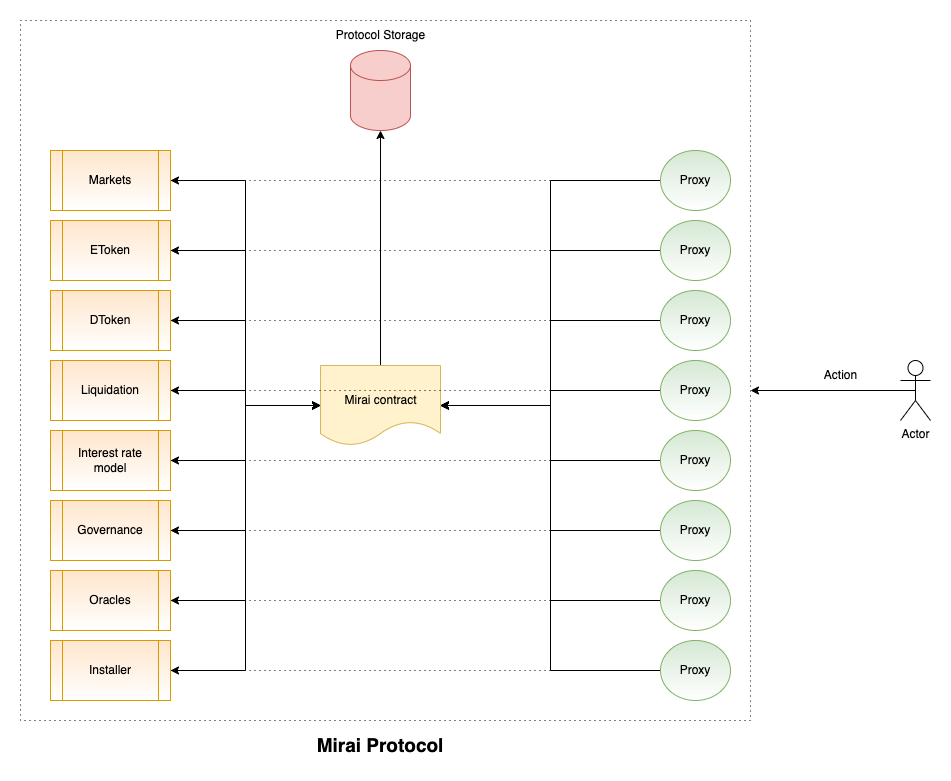 Protocol Storage
Markets
Proxy
EToken
Proxy
DToken
Proxy
Liquidation
Mirai contract
Proxy
Action
Actor
Interest rate
model
Proxy
Governance
Proxy
Oracles
Proxy
Installer
Proxy
Mirai Protocol